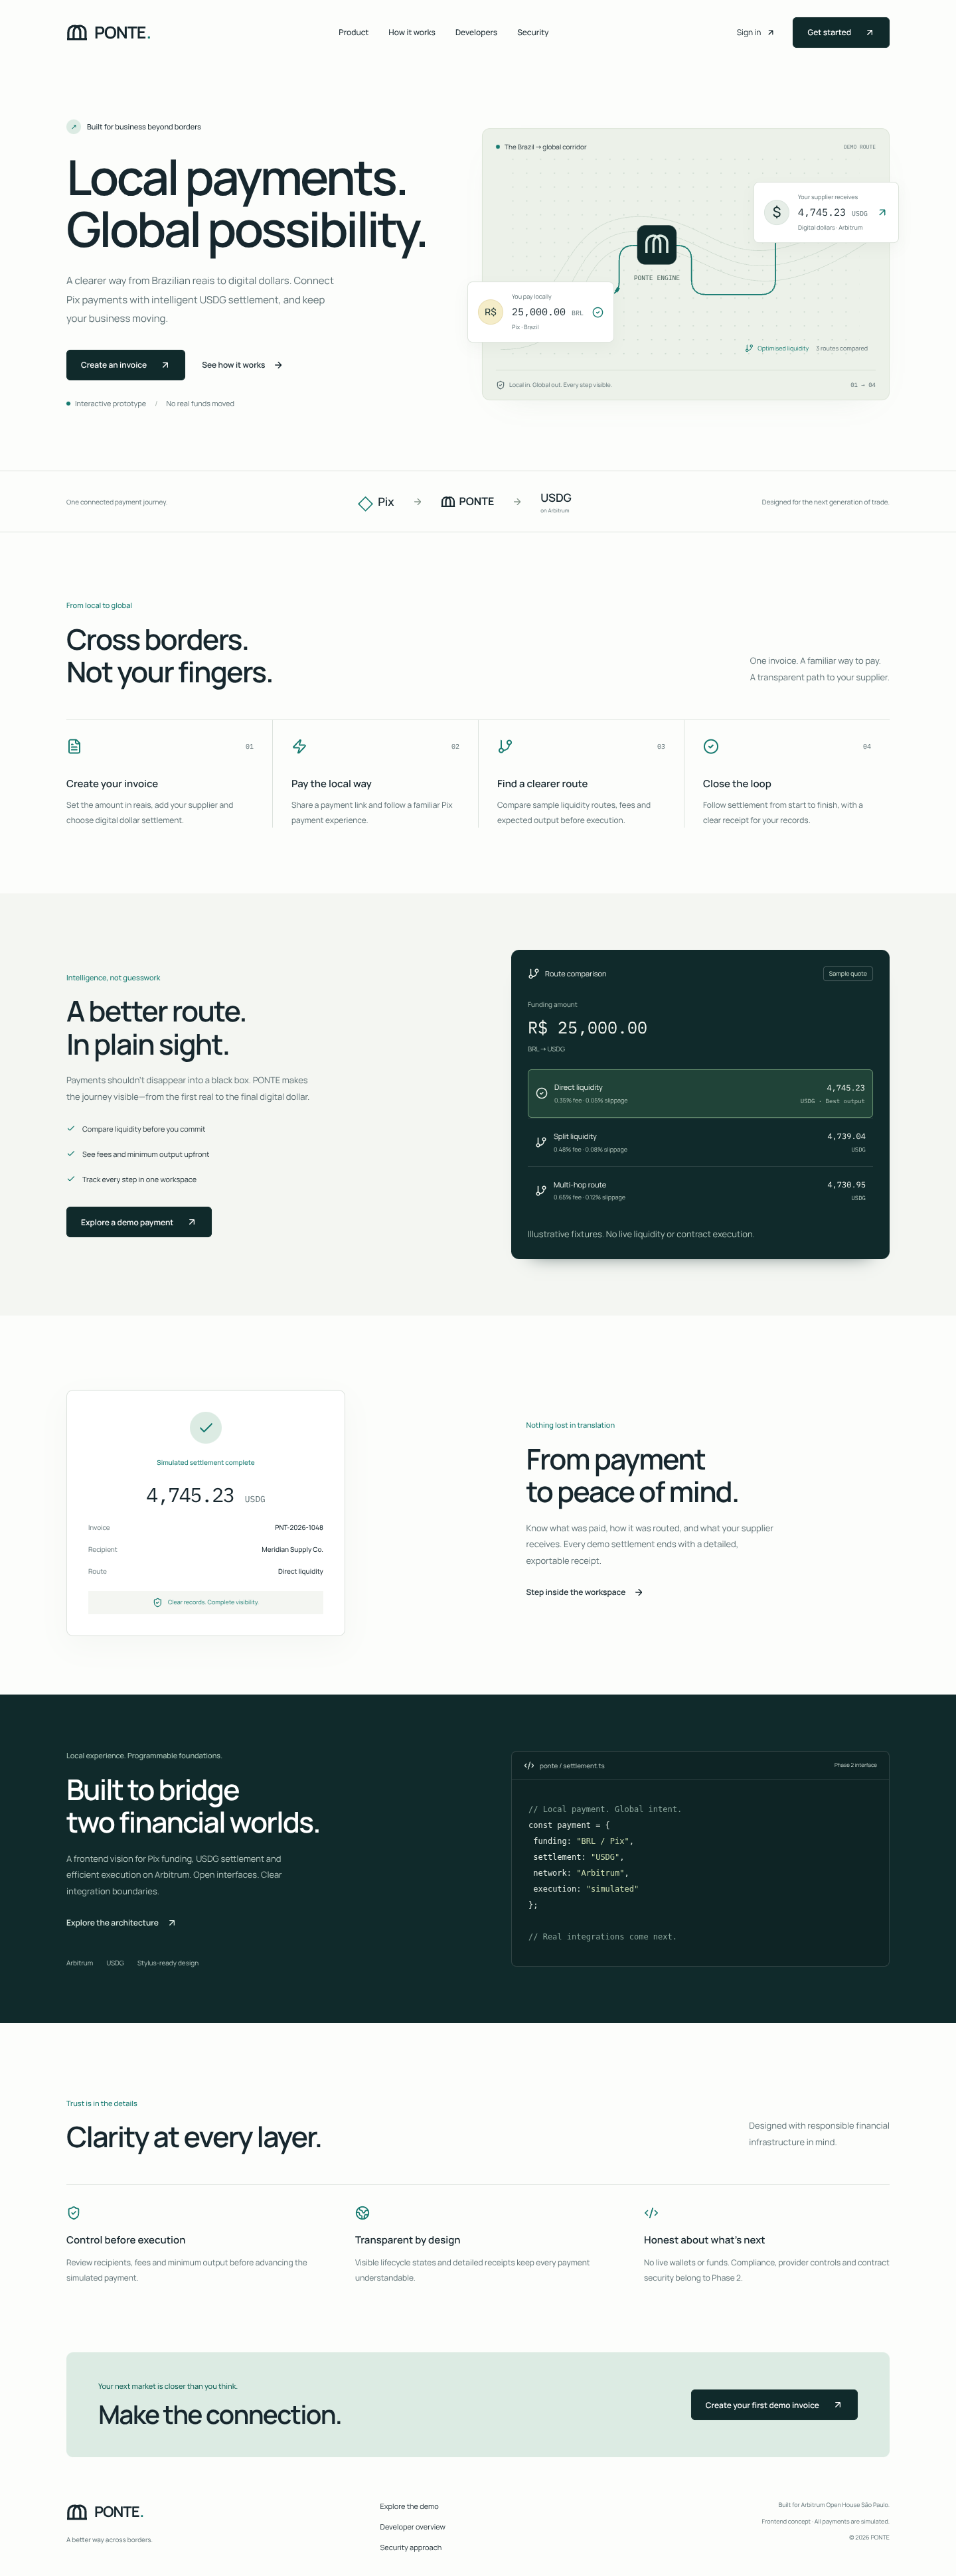 PONTE.
Product
How it works
Developers
Security
Sign in
Get started
Built for business beyond borders
Local payments.
Global possibility.
A clearer way from Brazilian reais to digital dollars. Connect
Pix payments with intelligent USDG settlement, and keep
your business moving.
Create an invoice
See how it works
Interactive prototype / No real funds moved
The Brazil → global corridor
DEMO ROUTE
Your supplier receives
$
4,745.23 USDG
Digital dollars · Arbitrum
PONTE ENGINE
You pay locally
R$
25,000.00 BRL
Pix · Brazil
Optimised liquidity
3 routes compared
Local in. Global out. Every step visible.
01 → 04
One connected payment journey.
Pix
PONTE
USDG
on Arbitrum
Designed for the next generation of trade.
From local to global
Cross borders.
Not your fingers.
One invoice. A familiar way to pay.
A transparent path to your supplier.
01
Create your invoice
Set the amount in reais, add your supplier and
choose digital dollar settlement.
02
Pay the local way
Share a payment link and follow a familiar Pix
payment experience.
03
Find a clearer route
Compare sample liquidity routes, fees and
expected output before execution.
04
Close the loop
Follow settlement from start to finish, with a
clear receipt for your records.
Intelligence, not guesswork
A better route.
In plain sight.
Payments shouldn't disappear into a black box. PONTE makes
the journey visible—from the first real to the final digital dollar.
Compare liquidity before you commit
See fees and minimum output upfront
Track every step in one workspace
Explore a demo payment
Route comparison
Sample quote
Funding amount
R$ 25,000.00
BRL → USDG
Direct liquidity
0.35% fee · 0.05% slippage
4,745.23
USDG · Best output
Split liquidity
0.48% fee · 0.08% slippage
4,739.04
USDG
Multi-hop route
0.65% fee · 0.12% slippage
4,730.95
USDG
Illustrative fixtures. No live liquidity or contract execution.
Simulated settlement complete
4,745.23 USDG
Invoice
PNT-2026-1048
Recipient
Meridian Supply Co.
Route
Direct liquidity
Clear records. Complete visibility.
Nothing lost in translation
From payment
to peace of mind.
Know what was paid, how it was routed, and what your supplier
receives. Every demo settlement ends with a detailed,
exportable receipt.
Step inside the workspace
Local experience. Programmable foundations.
Built to bridge
two financial worlds.
A frontend vision for Pix funding, USDG settlement and
efficient execution on Arbitrum. Open interfaces. Clear
integration boundaries.
Explore the architecture
Arbitrum
USDG
Stylus-ready design
ponte / settlement.ts
Phase 2 interface
// Local payment. Global intent.
const payment = {
funding: "BRL / Pix",
settlement: "USDG",
network: "Arbitrum",
execution: "simulated"
};
// Real integrations come next.
Trust is in the details
Clarity at every layer.
Designed with responsible financial
infrastructure in mind.
Control before execution
Review recipients, fees and minimum output before advancing the
simulated payment.
Transparent by design
Visible lifecycle states and detailed receipts keep every payment
understandable.
Honest about what's next
No live wallets or funds. Compliance, provider controls and contract
security belong to Phase 2.
Your next market is closer than you think.
Make the connection.
Create your first demo invoice
PONTE.
A better way across borders.
Explore the demo
Developer overview
Security approach
Built for Arbitrum Open House São Paulo.
Frontend concept · All payments are simulated.
© 2026 PONTE